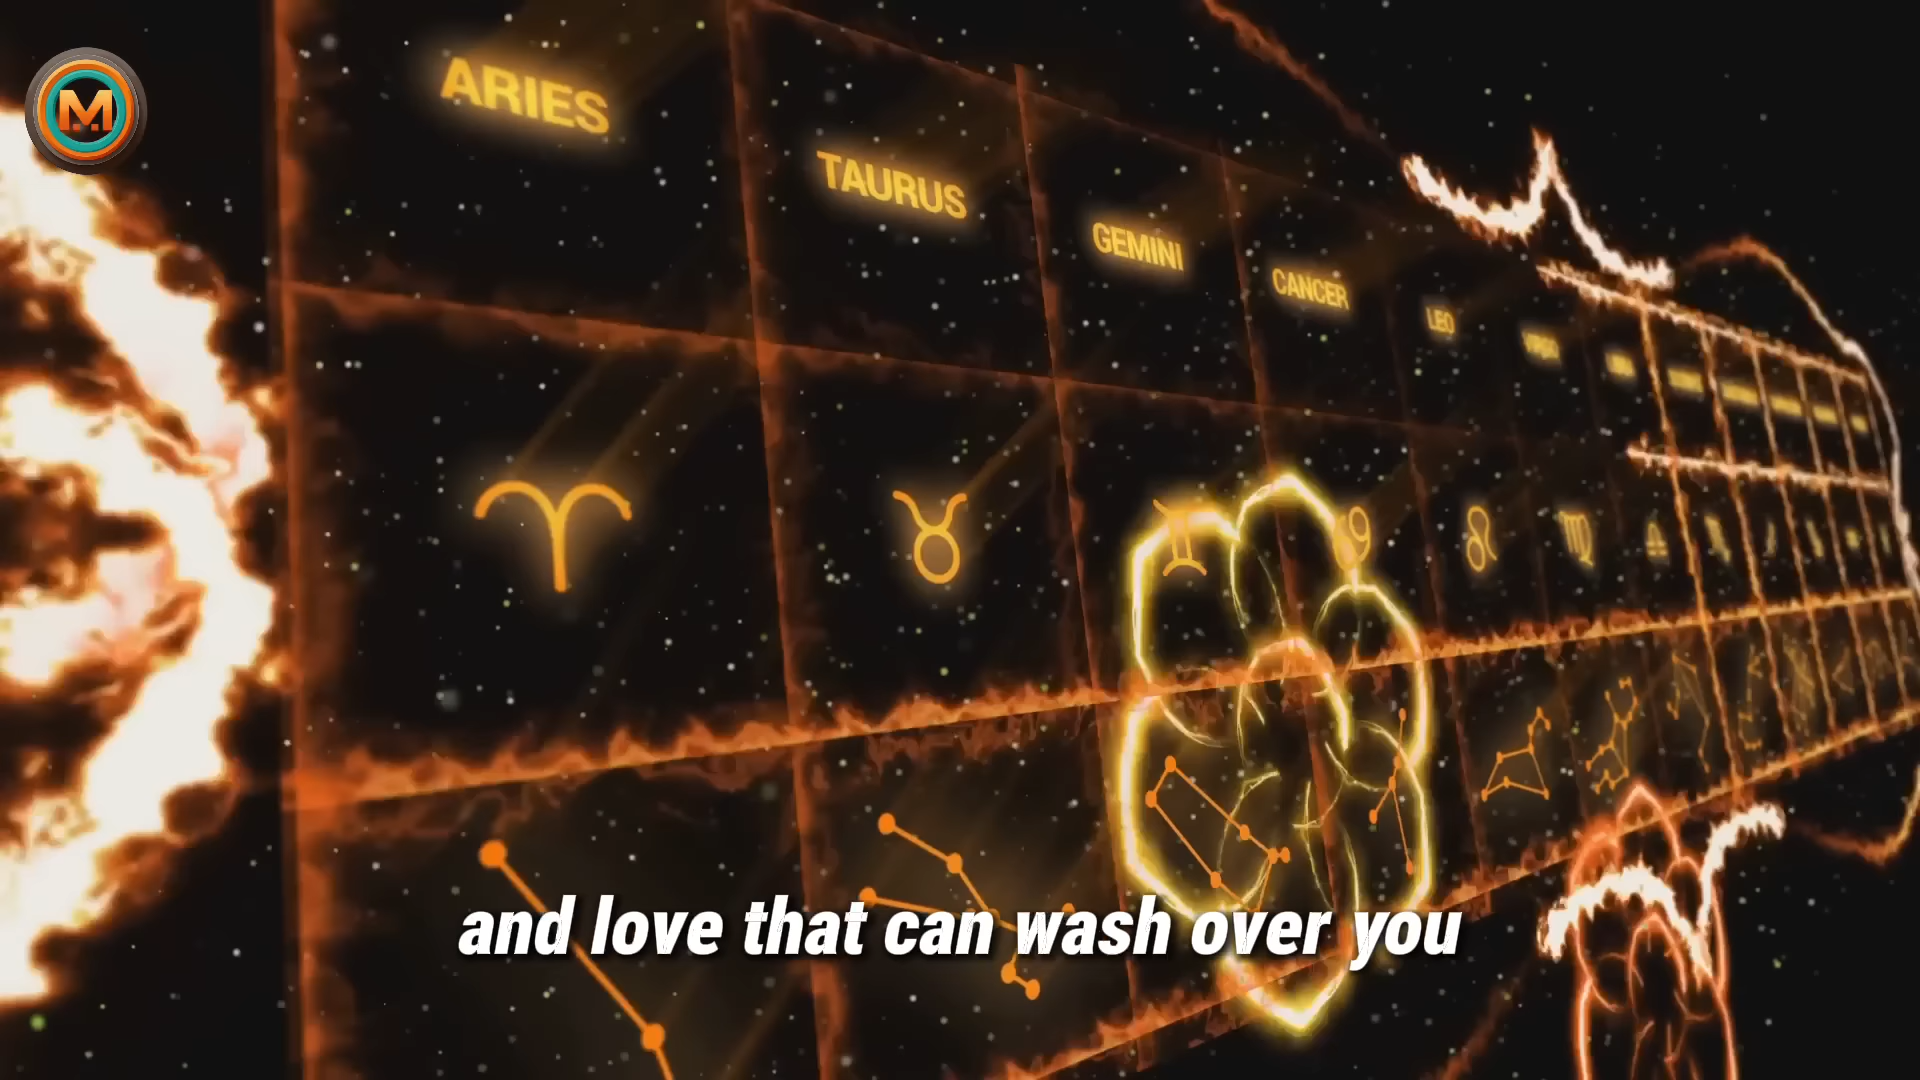 M
ARIES
TAURUS
GEMINI
CANCER
LEO
and love that can wash over you